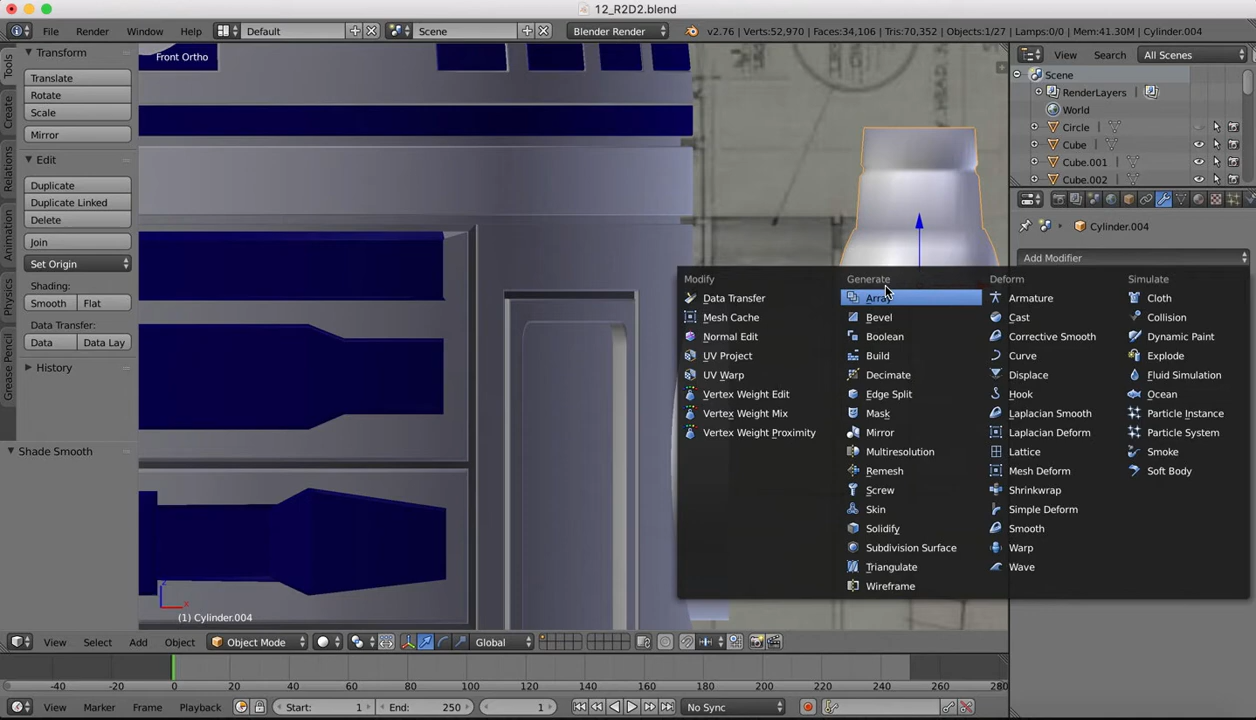 12_R2D2.blend
File Render Window Help Default Scene Blender Render v2.76 | Verts:52,970 | Faces:34,106 | Tris:70,352 | Objects:1/27 | Lamps:0/0 | Mem:41.30M | Cylinder.004
Tools
Create
Relations
Animation
Physics
Grease Pencil
Transform
Translate
Rotate
Scale
Mirror
Edit
Duplicate
Duplicate Linked
Delete
Join
Set Origin
Shading:
Smooth Flat
Data Transfer:
Data Data Lay
History
Shade Smooth
Front Ortho
HEAD,
(1) Cylinder.004
View Search All Scenes
Scene
RenderLayers
World
Circle
Cube
Cube.001
Cube.002
Cylinder.004
Add Modifier
Modify
Data Transfer
Mesh Cache
Normal Edit
UV Project
UV Warp
Vertex Weight Edit
Vertex Weight Mix
Vertex Weight Proximity
Generate
Array
Bevel
Boolean
Build
Decimate
Edge Split
Mask
Mirror
Multiresolution
Remesh
Screw
Skin
Solidify
Subdivision Surface
Triangulate
Wireframe
Deform
Armature
Cast
Corrective Smooth
Curve
Displace
Hook
Laplacian Smooth
Laplacian Deform
Lattice
Mesh Deform
Shrinkwrap
Simple Deform
Smooth
Warp
Wave
Simulate
Cloth
Collision
Dynamic Paint
Explode
Fluid Simulation
Ocean
Particle Instance
Particle System
Smoke
Soft Body
View Select Add Object Object Mode Global
-40 -20 0 20 40 60 80 100 120 140 160 180 200 220 240 260 280
View Marker Frame Playback Start: 1 End: 250 1 No Sync